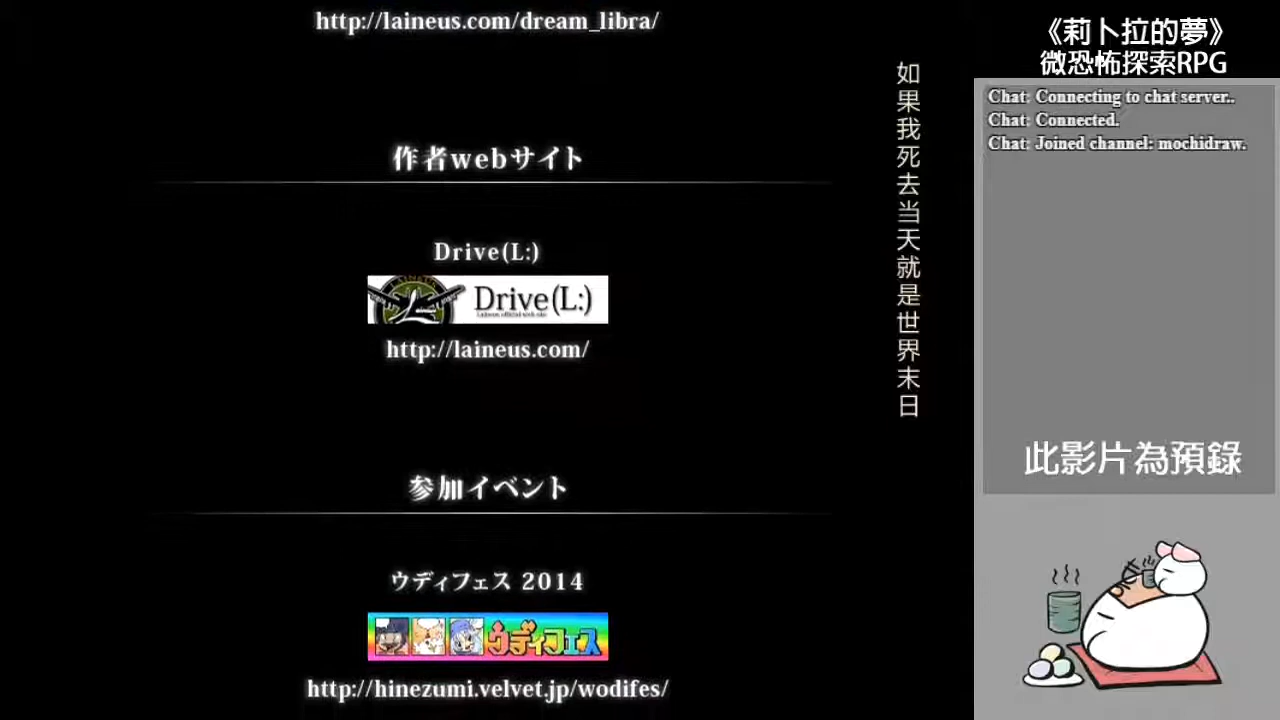 http://laineus.com/dream_libra/
作者webサイト
Drive(L:)
Drive(L:)
http://laineus.com/
参加イベント
ウディフェス 2014
ウディフェス
http://hinezumi.velvet.jp/wodifes/
如果我死去当天就是世界末日
《莉卜拉的夢》
微恐怖探索RPG
Chat: Connecting to chat server..
Chat: Connected.
Chat: Joined channel: mochidraw.
此影片為預錄